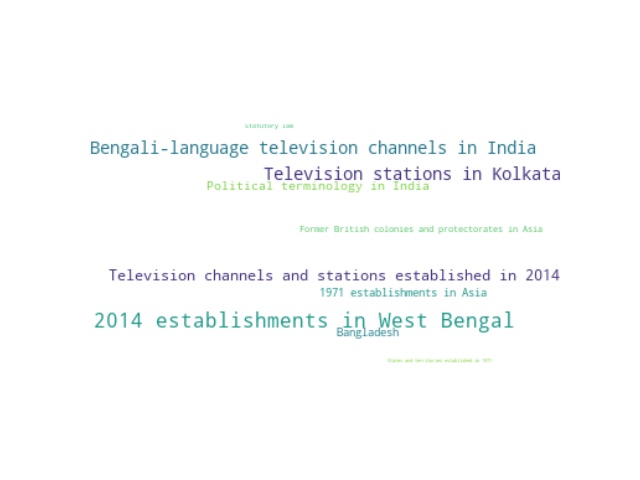 statutory law
Bengali-language television channels in India
Television stations in Kolkata
Political terminology in India
Former British colonies and protectorates in Asia
Television channels and stations established in 2014
1971 establishments in Asia
2014 establishments in West Bengal
Bangladesh
States and territories established in 1971